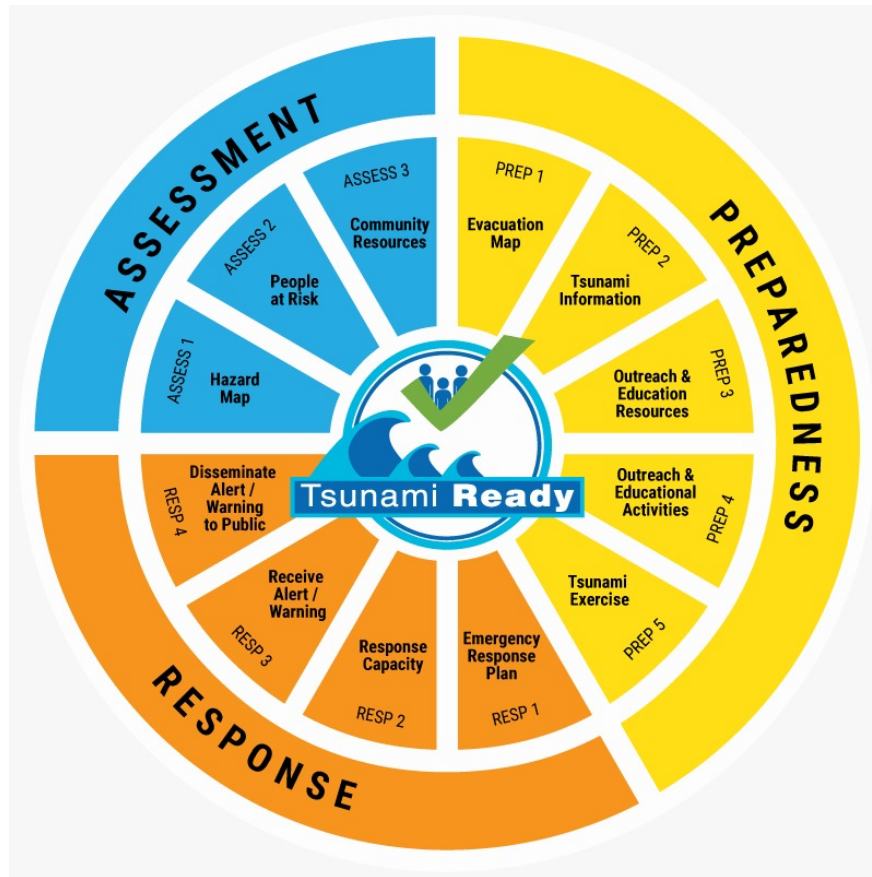 ASSESSMENT
ASSESS 1
Hazard
Map
ASSESS 2
People
at Risk
ASSESS 3
Community
Resources
PREPAREDNESS
PREP 1
Evacuation
Map
PREP 2
Tsunami
Information
PREP 3
Outreach &
Education
Resources
PREP 4
Outreach &
Educational
Activities
PREP 5
Tsunami
Exercise
RESPONSE
RESP 1
Emergency
Response
Plan
RESP 2
Response
Capacity
RESP 3
Receive
Alert /
Warning
RESP 4
Disseminate
Alert /
Warning
to Public
Tsunami Ready